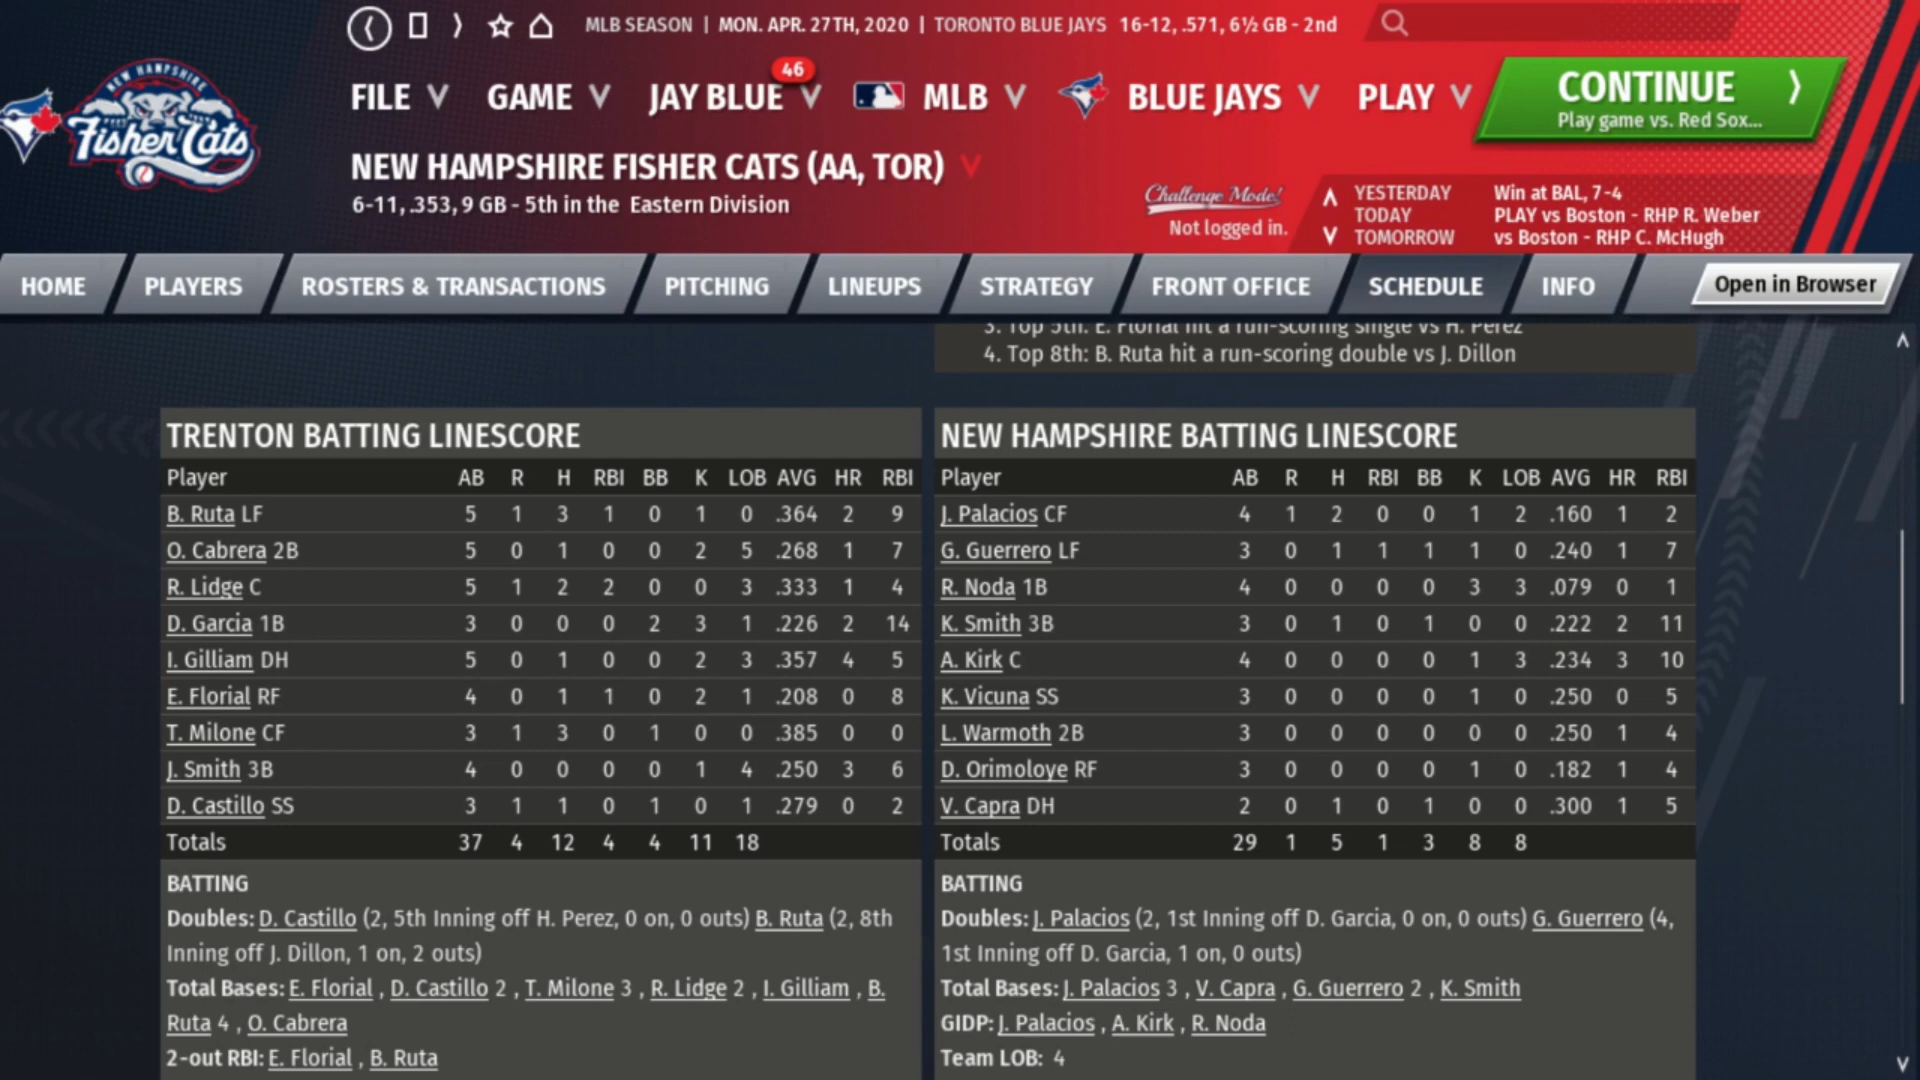 MLB SEASON | MON. APR. 27TH, 2020 | TORONTO BLUE JAYS 16-12, .571, 6½ GB - 2nd
46
FILE GAME JAY BLUE MLB BLUE JAYS PLAY
CONTINUE
Play game vs. Red Sox...
NEW HAMPSHIRE
Fisher Cats
NEW HAMPSHIRE FISHER CATS (AA, TOR)
6-11, .353, 9 GB - 5th in the Eastern Division
Challenge Mode!
Not logged in.
YESTERDAY Win at BAL, 7-4
TODAY PLAY vs Boston - RHP R. Weber
TOMORROW vs Boston - RHP C. McHugh
HOME PLAYERS ROSTERS & TRANSACTIONS PITCHING LINEUPS STRATEGY FRONT OFFICE SCHEDULE INFO Open in Browser
3. Top 5th: E. Florial hit a run-scoring single vs H. Perez
4. Top 8th: B. Ruta hit a run-scoring double vs J. Dillon
TRENTON BATTING LINESCORE
Player AB R H RBI BB K LOB AVG HR RBI
B. Ruta LF 5 1 3 1 0 1 0 .364 2 9
O. Cabrera 2B 5 0 1 0 0 2 5 .268 1 7
R. Lidge C 5 1 2 2 0 0 3 .333 1 4
D. Garcia 1B 3 0 0 0 2 3 1 .226 2 14
I. Gilliam DH 5 0 1 0 0 2 3 .357 4 5
E. Florial RF 4 0 1 1 0 2 1 .208 0 8
T. Milone CF 3 1 3 0 1 0 0 .385 0 0
J. Smith 3B 4 0 0 0 0 1 4 .250 3 6
D. Castillo SS 3 1 1 0 1 0 1 .279 0 2
Totals 37 4 12 4 4 11 18
BATTING
Doubles: D. Castillo (2, 5th Inning off H. Perez, 0 on, 0 outs) B. Ruta (2, 8th
Inning off J. Dillon, 1 on, 2 outs)
Total Bases: E. Florial , D. Castillo 2 , T. Milone 3 , R. Lidge 2 , I. Gilliam , B.
Ruta 4 , O. Cabrera
2-out RBI: E. Florial , B. Ruta
NEW HAMPSHIRE BATTING LINESCORE
Player AB R H RBI BB K LOB AVG HR RBI
J. Palacios CF 4 1 2 0 0 1 2 .160 1 2
G. Guerrero LF 3 0 1 1 1 1 0 .240 1 7
R. Noda 1B 4 0 0 0 0 3 3 .079 0 1
K. Smith 3B 3 0 1 0 1 0 0 .222 2 11
A. Kirk C 4 0 0 0 0 1 3 .234 3 10
K. Vicuna SS 3 0 0 0 0 1 0 .250 0 5
L. Warmoth 2B 3 0 0 0 0 0 0 .250 1 4
D. Orimoloye RF 3 0 0 0 0 1 0 .182 1 4
V. Capra DH 2 0 1 0 1 0 0 .300 1 5
Totals 29 1 5 1 3 8 8
BATTING
Doubles: J. Palacios (2, 1st Inning off D. Garcia, 0 on, 0 outs) G. Guerrero (4,
1st Inning off D. Garcia, 1 on, 0 outs)
Total Bases: J. Palacios 3 , V. Capra , G. Guerrero 2 , K. Smith
GIDP: J. Palacios , A. Kirk , R. Noda
Team LOB: 4